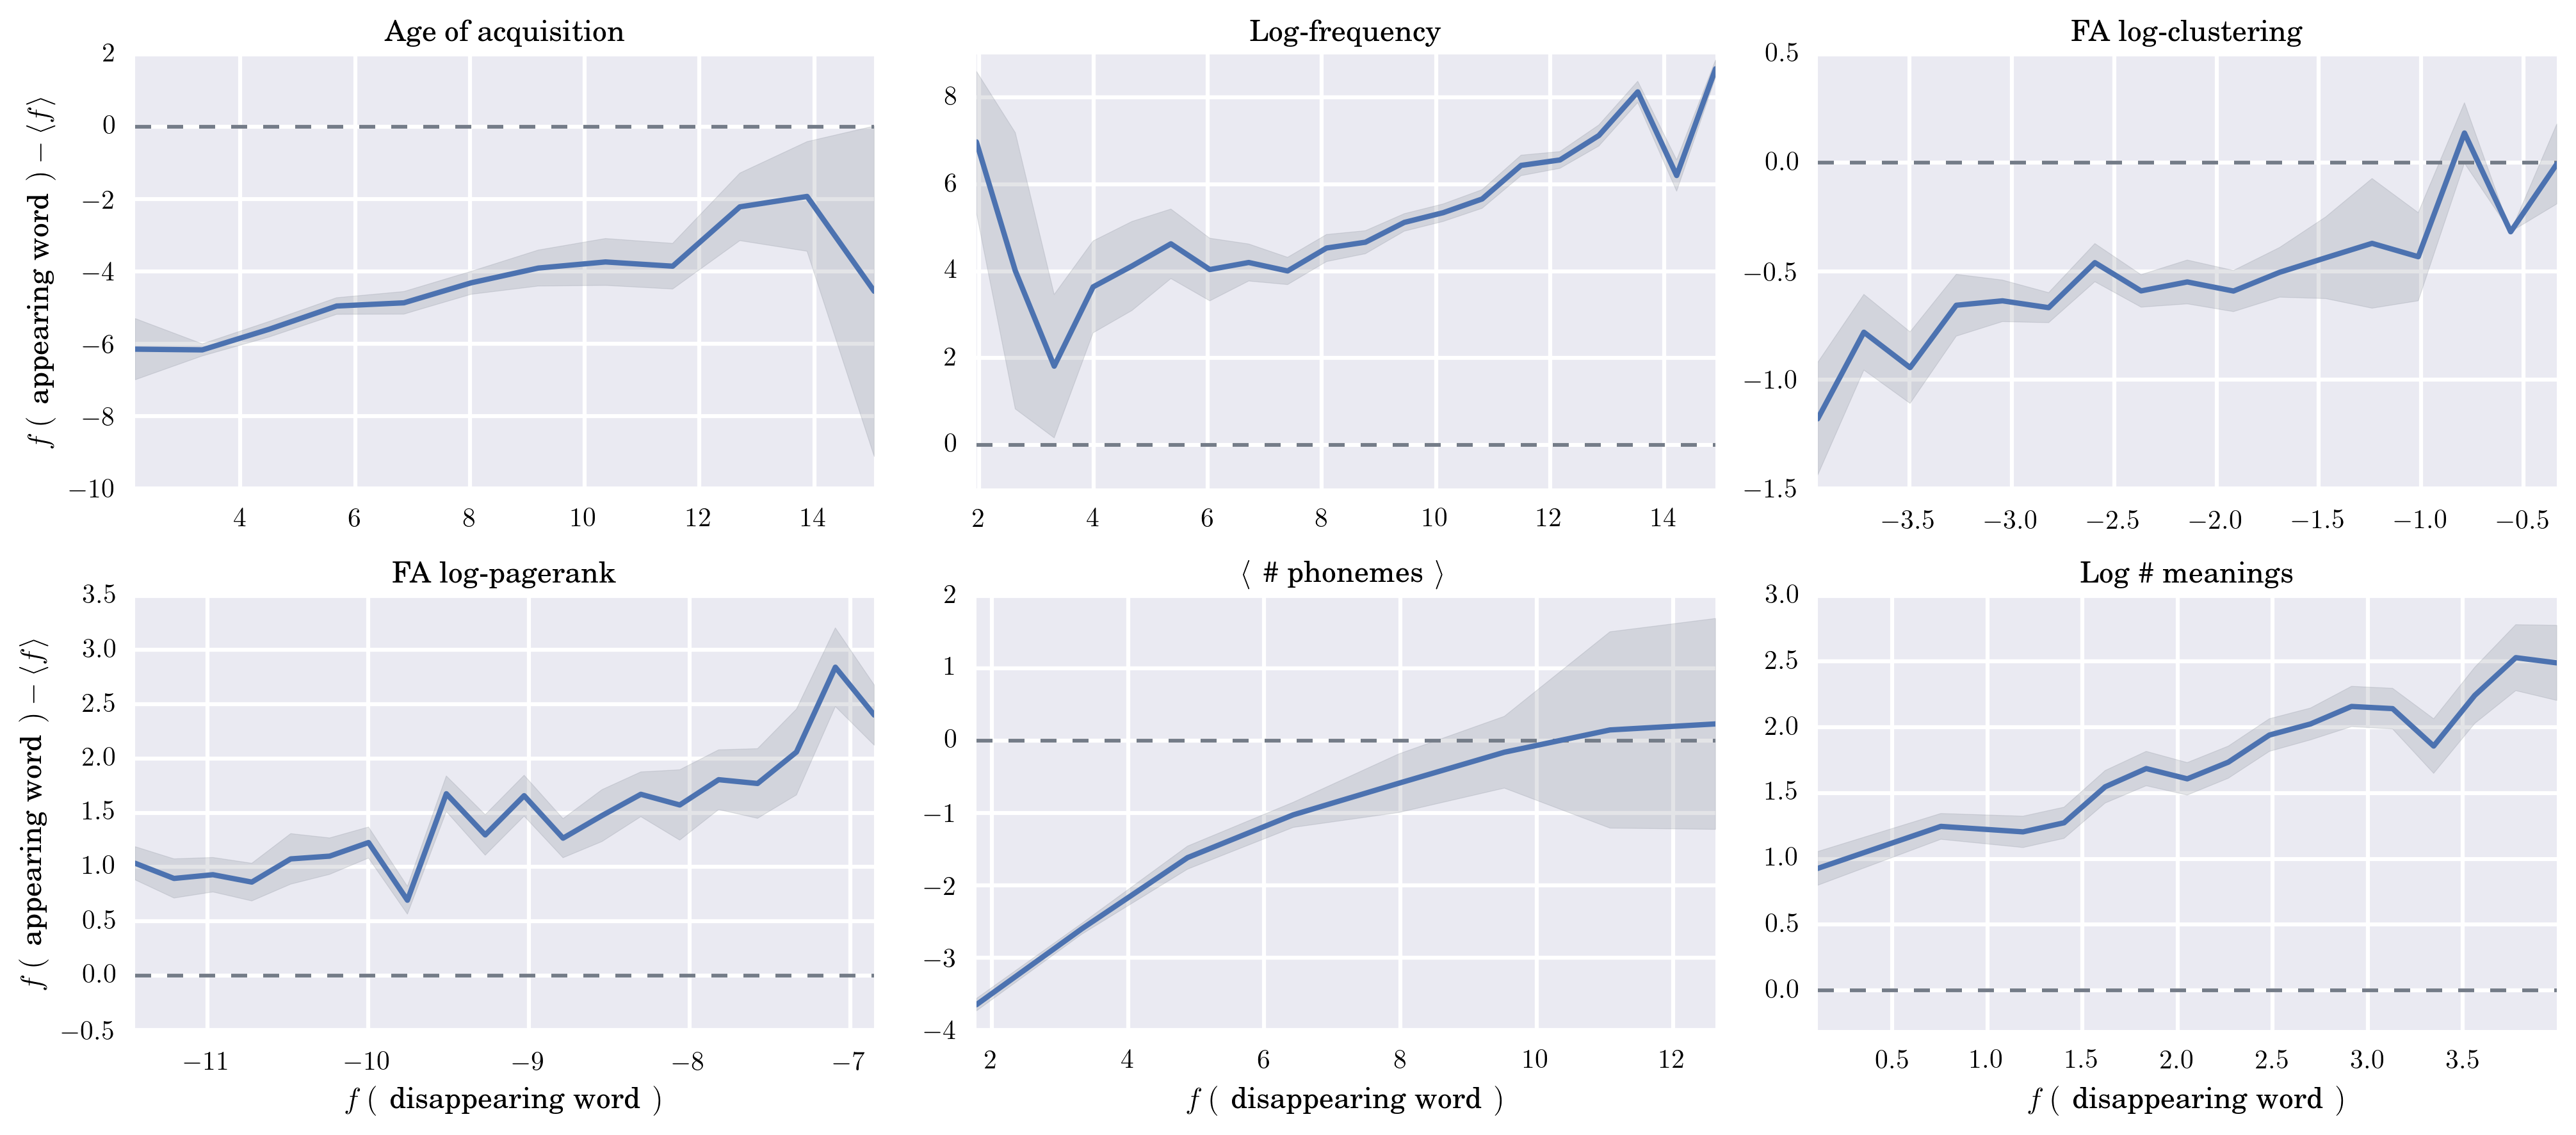 Age of acquisition
Log-frequency
FA log-clustering
f ( appearing word ) − ⟨f⟩
2
0
−2
−4
−6
−8
−10
4 6 8 10 12 14
8
6
4
2
0
2 4 6 8 10 12 14
0.5
0.0
−0.5
−1.0
−1.5
−3.5 −3.0 −2.5 −2.0 −1.5 −1.0 −0.5
FA log-pagerank
⟨ # phonemes ⟩
Log # meanings
f ( appearing word ) − ⟨f⟩
3.5
3.0
2.5
2.0
1.5
1.0
0.5
0.0
−0.5
−11 −10 −9 −8 −7
f ( disappearing word )
2
1
0
−1
−2
−3
−4
2 4 6 8 10 12
f ( disappearing word )
3.0
2.5
2.0
1.5
1.0
0.5
0.0
0.5 1.0 1.5 2.0 2.5 3.0 3.5
f ( disappearing word )